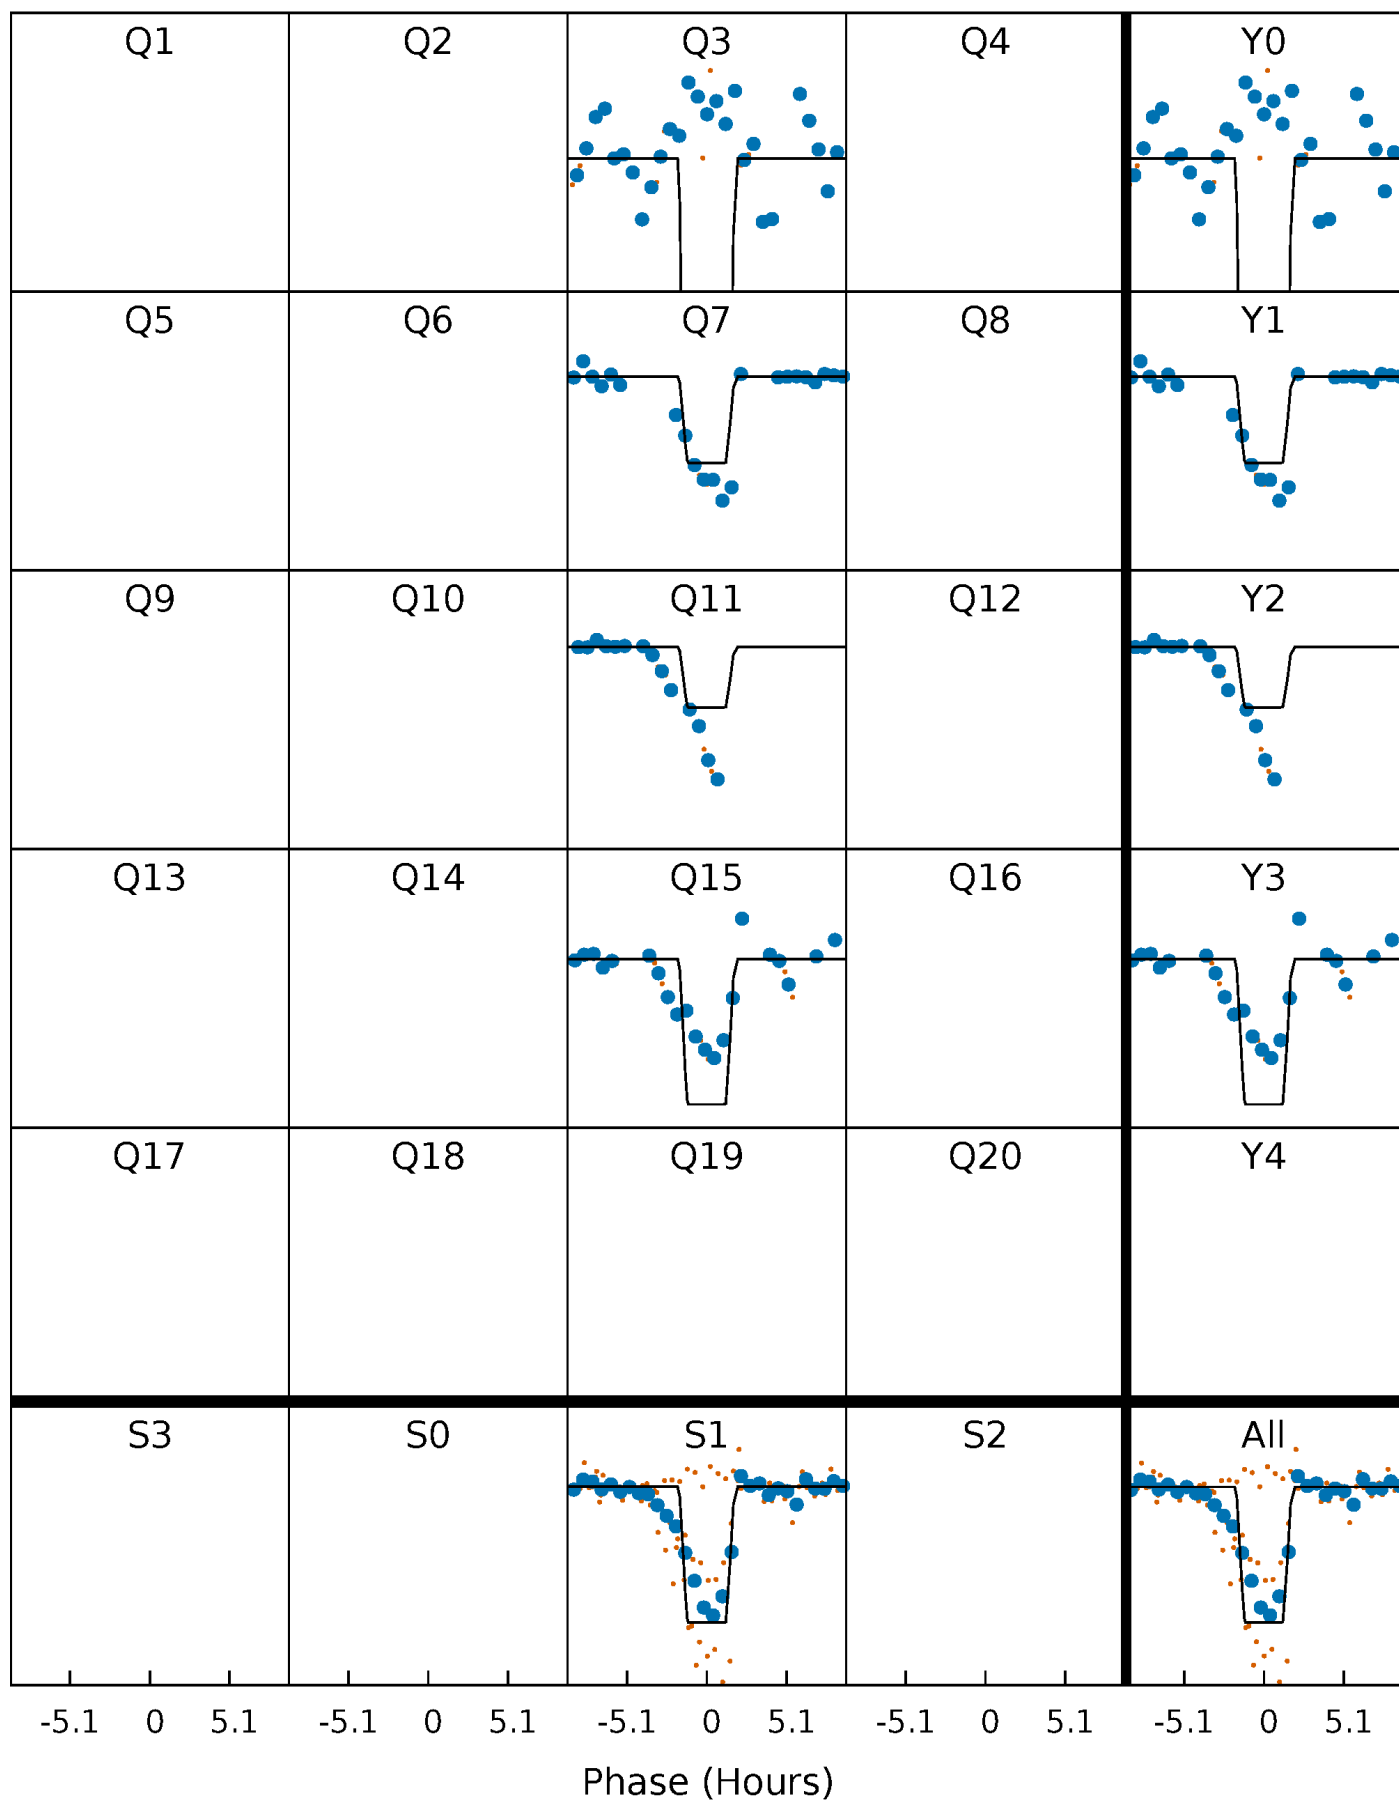 Q1 Q2 Q3 Q4 Y0
Q5 Q6 Q7 Q8 Y1
Q9 Q10 Q11 Q12 Y2
Q13 Q14 Q15 Q16 Y3
Q17 Q18 Q19 Q20 Y4
S3 S0 S1 S2 All
-5.1 0 5.1 -5.1 0 5.1 -5.1 0 5.1 -5.1 0 5.1 -5.1 0 5.1
Phase (Hours)